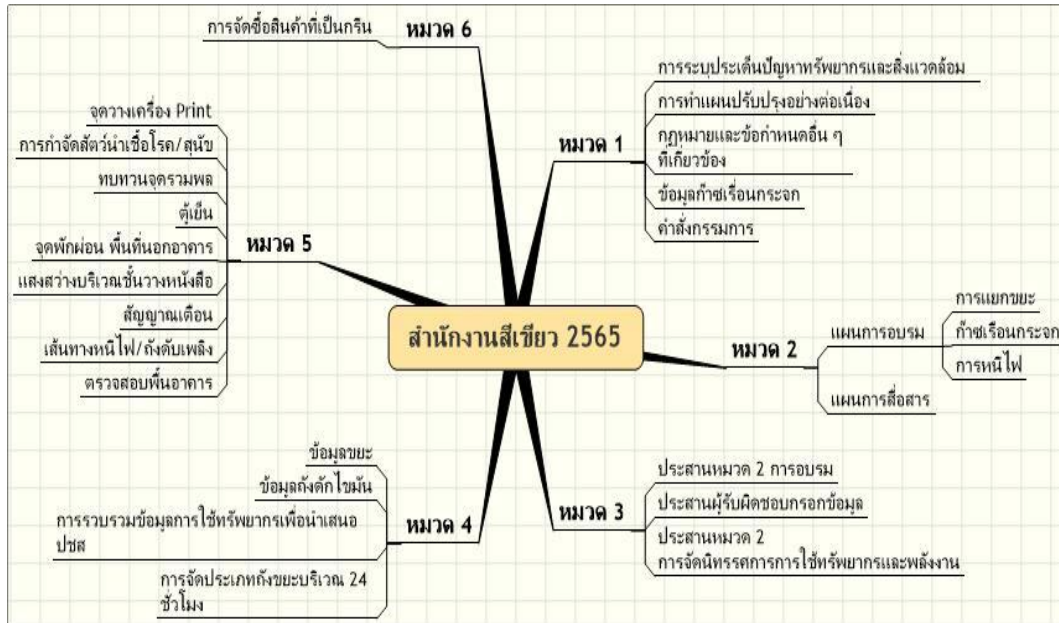 สำนักงานสีเขียว 2565
หมวด 1
การระบุประเด็นปัญหาทรัพยากรและสิ่งแวดล้อม
การทำแผนปรับปรุงอย่างต่อเนื่อง
กฎหมายและข้อกำหนดอื่น ๆ
ที่เกี่ยวข้อง
ข้อมูลก๊าซเรือนกระจก
คำสั่งกรรมการ
หมวด 2
แผนการอบรม
การแยกขยะ
ก๊าซเรือนกระจก
การหนีไฟ
แผนการสื่อสาร
หมวด 3
ประสานหมวด 2 การอบรม
ประสานผู้รับผิดชอบกรอกข้อมูล
ประสานหมวด 2
การจัดนิทรรศการการใช้ทรัพยากรและพลังงาน
หมวด 4
ข้อมูลขยะ
ข้อมูลถังดักไขมัน
การรวบรวมข้อมูลการใช้ทรัพยากรเพื่อนำเสนอ
ปชส
การจัดประเภทถังขยะบริเวณ 24
ชั่วโมง
หมวด 5
จุดวางเครื่อง Print
การกำจัดสัตว์นำเชื้อโรค/สุนัข
ทบทวนจุดรวมพล
ตู้เย็น
จุดพักผ่อน พื้นที่นอกอาคาร
แสงสว่างบริเวณชั้นวางหนังสือ
สัญญาณเตือน
เส้นทางหนีไฟ/ถังดับเพลิง
ตรวจสอบพื้นอาคาร
หมวด 6
การจัดซื้อสินค้าที่เป็นกรีน